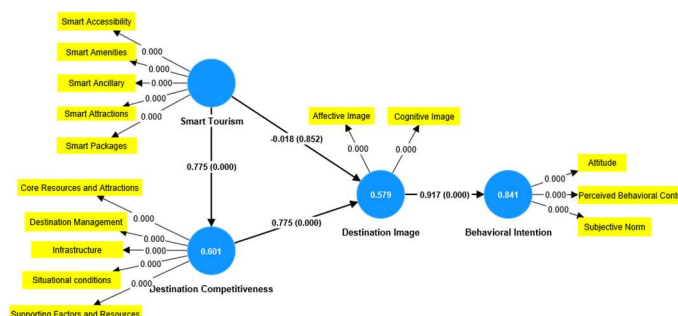 Smart Accessibility
0.000
Smart Amenities
0.000
Smart Ancillary
0.000
Smart Attractions
0.000
Smart Packages
0.000
Smart Tourism
Affective Image
Cognitive Image
0.000
0.000
-0.018 (0.852)
0.775 (0.000)
Attitude
0.000
Perceived Behavioral Cont
0.000
Subjective Norm
0.000
0.579
0.917 (0.000)
0.841
Destination Image
Behavioral Intention
Core Resources and Attractions
0.000
Destination Management
0.000
Infrastructure
0.000
Situational conditions
0.000
Supporting Factors and Resources
0.000
0.775 (0.000)
0.601
Destination Competitiveness